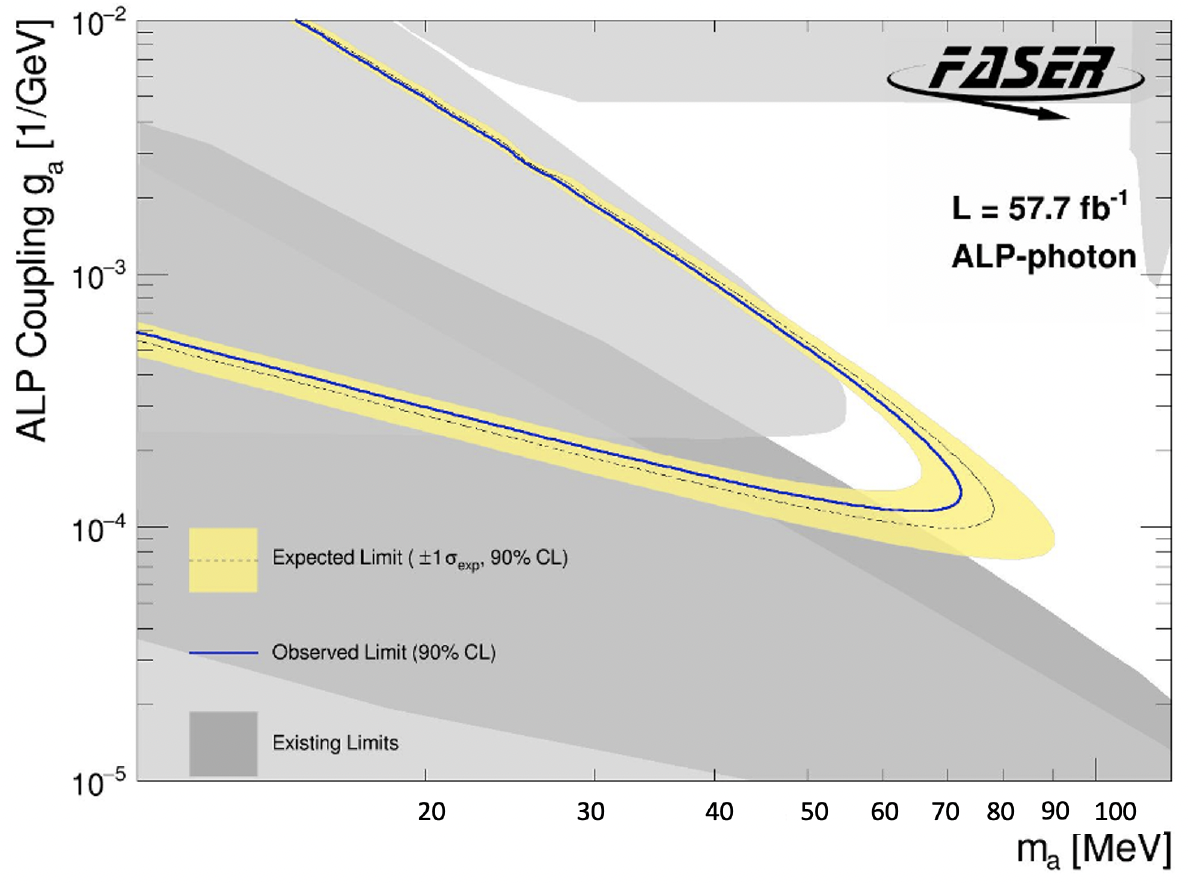 ALP Coupling gₐ [1/GeV]
10⁻²
10⁻³
10⁻⁴
10⁻⁵
FASER
L = 57.7 fb⁻¹
ALP-photon
Expected Limit ( ±1σ_exp, 90% CL)
Observed Limit (90% CL)
Existing Limits
20 30 40 50 60 70 80 90 100
mₐ [MeV]